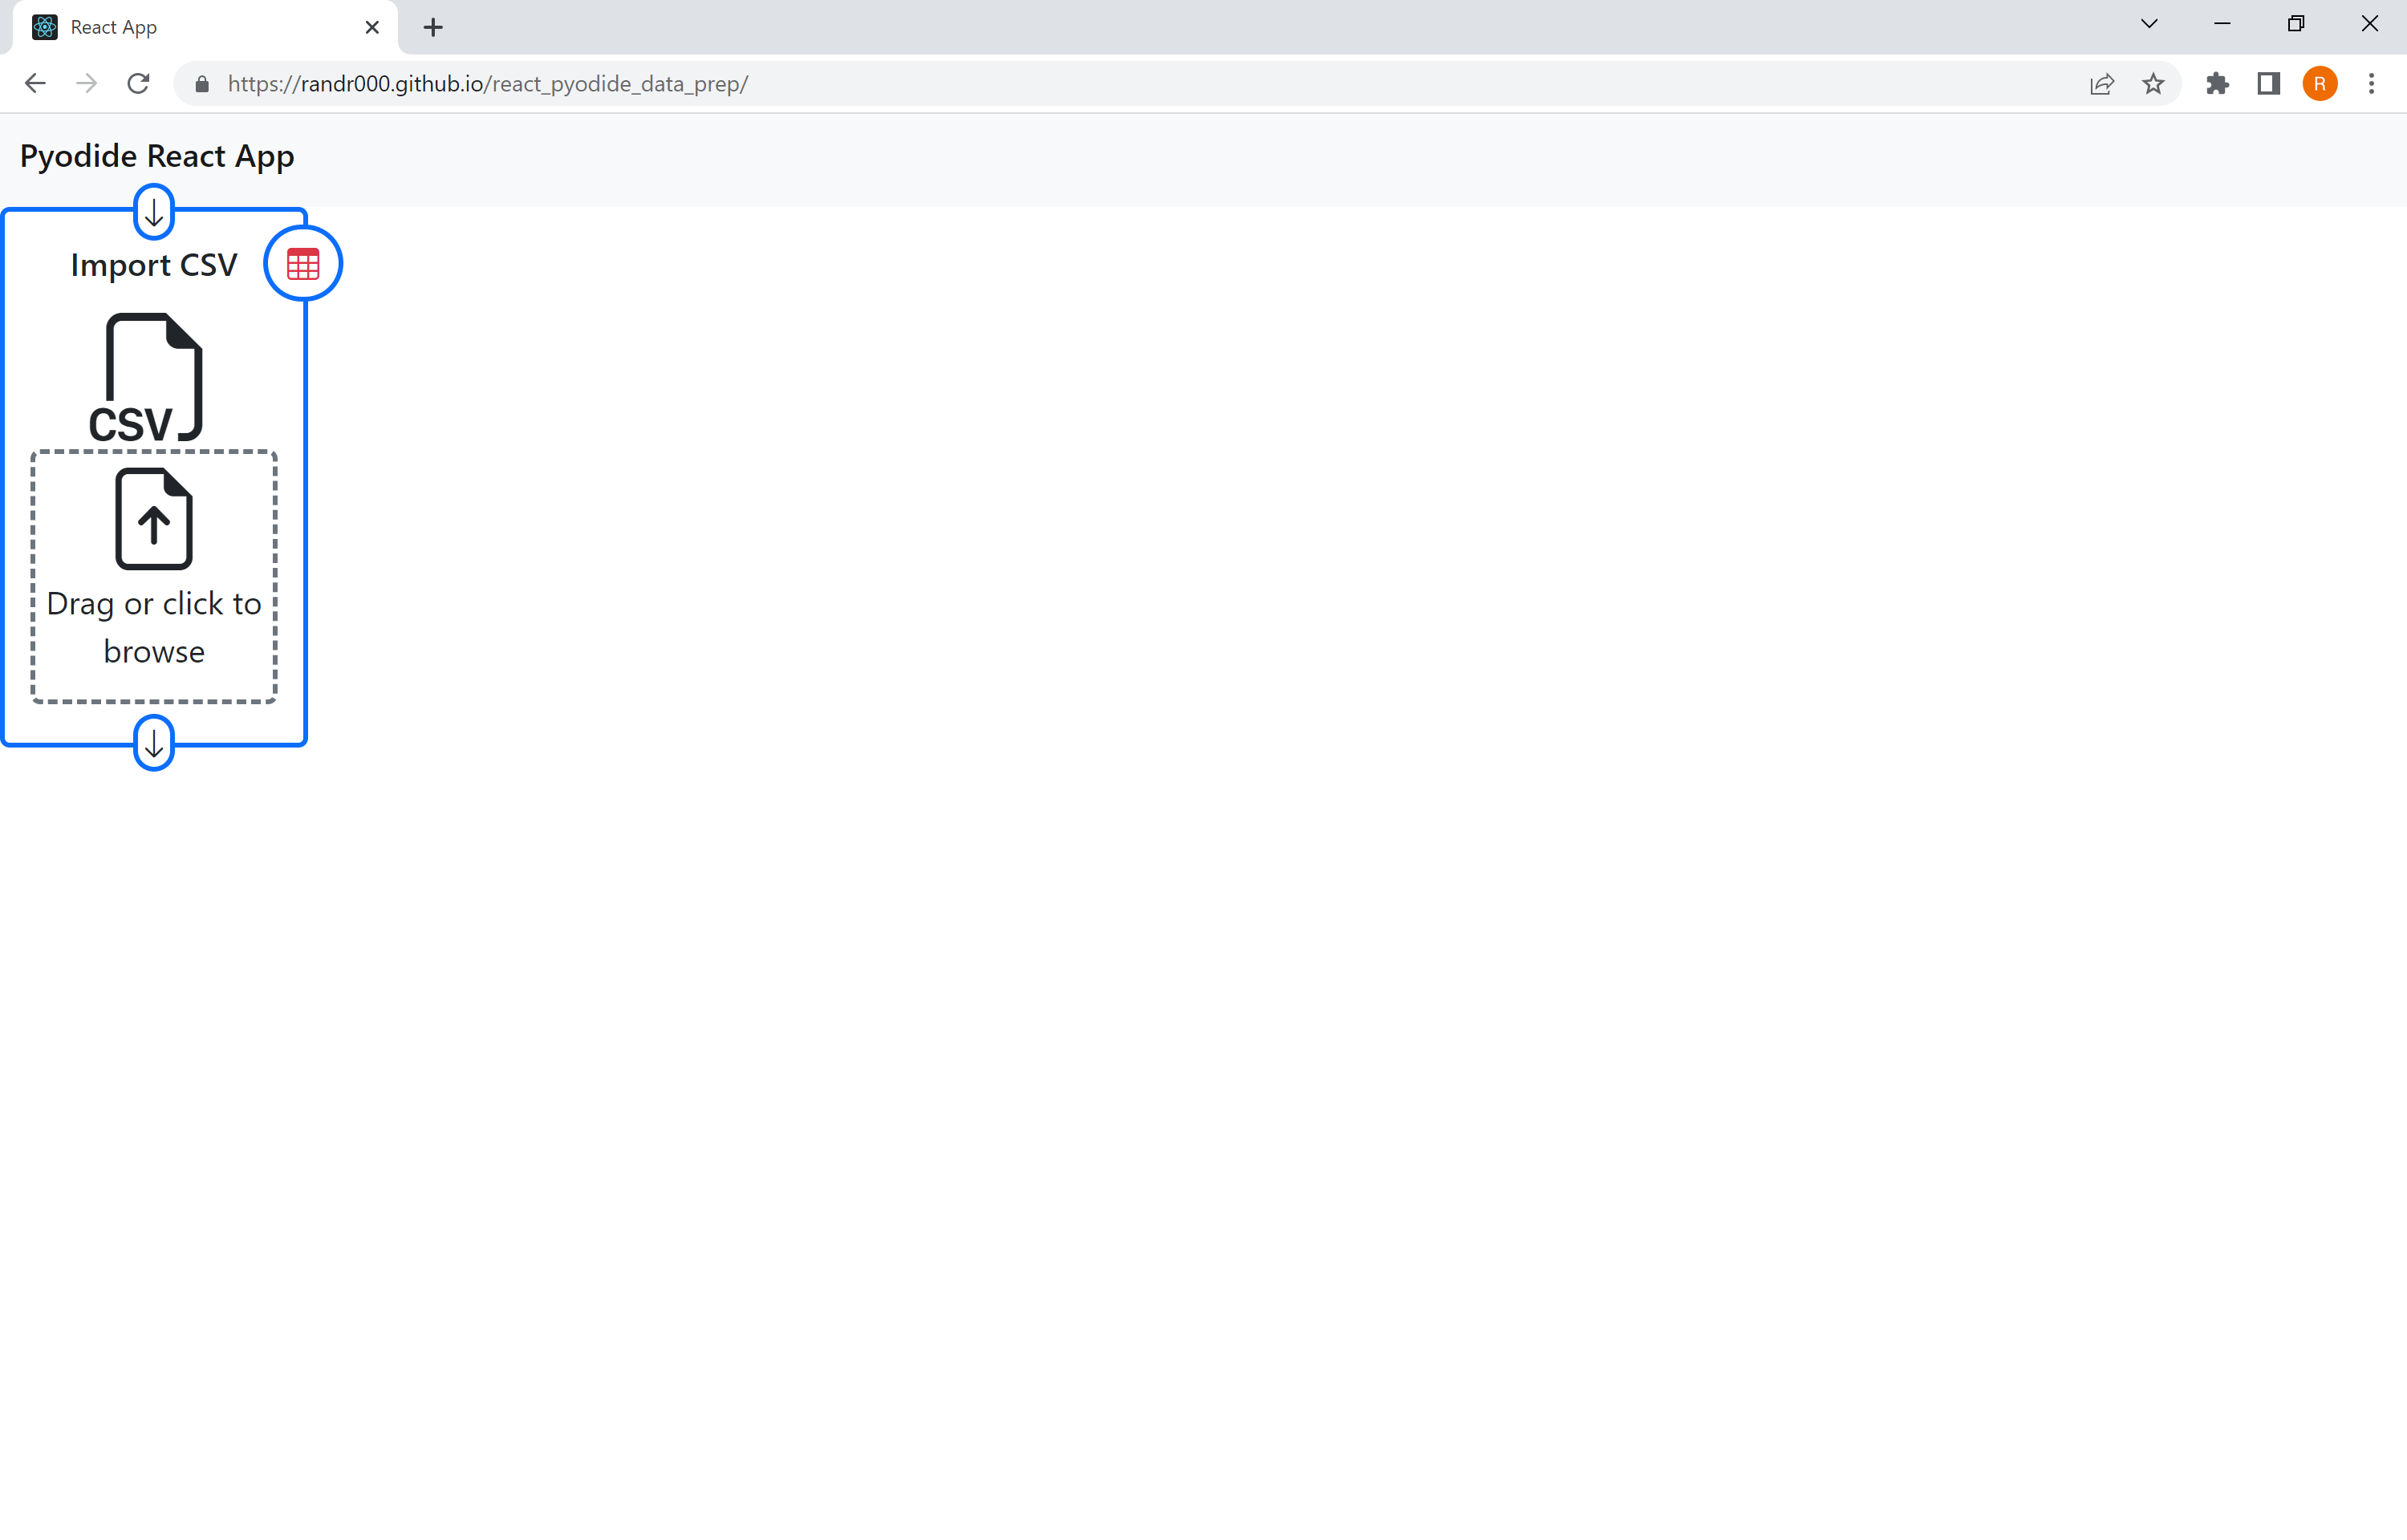 React App
https://randr000.github.io/react_pyodide_data_prep/
R
Pyodide React App
Import CSV
CSV
Drag or click to
browse